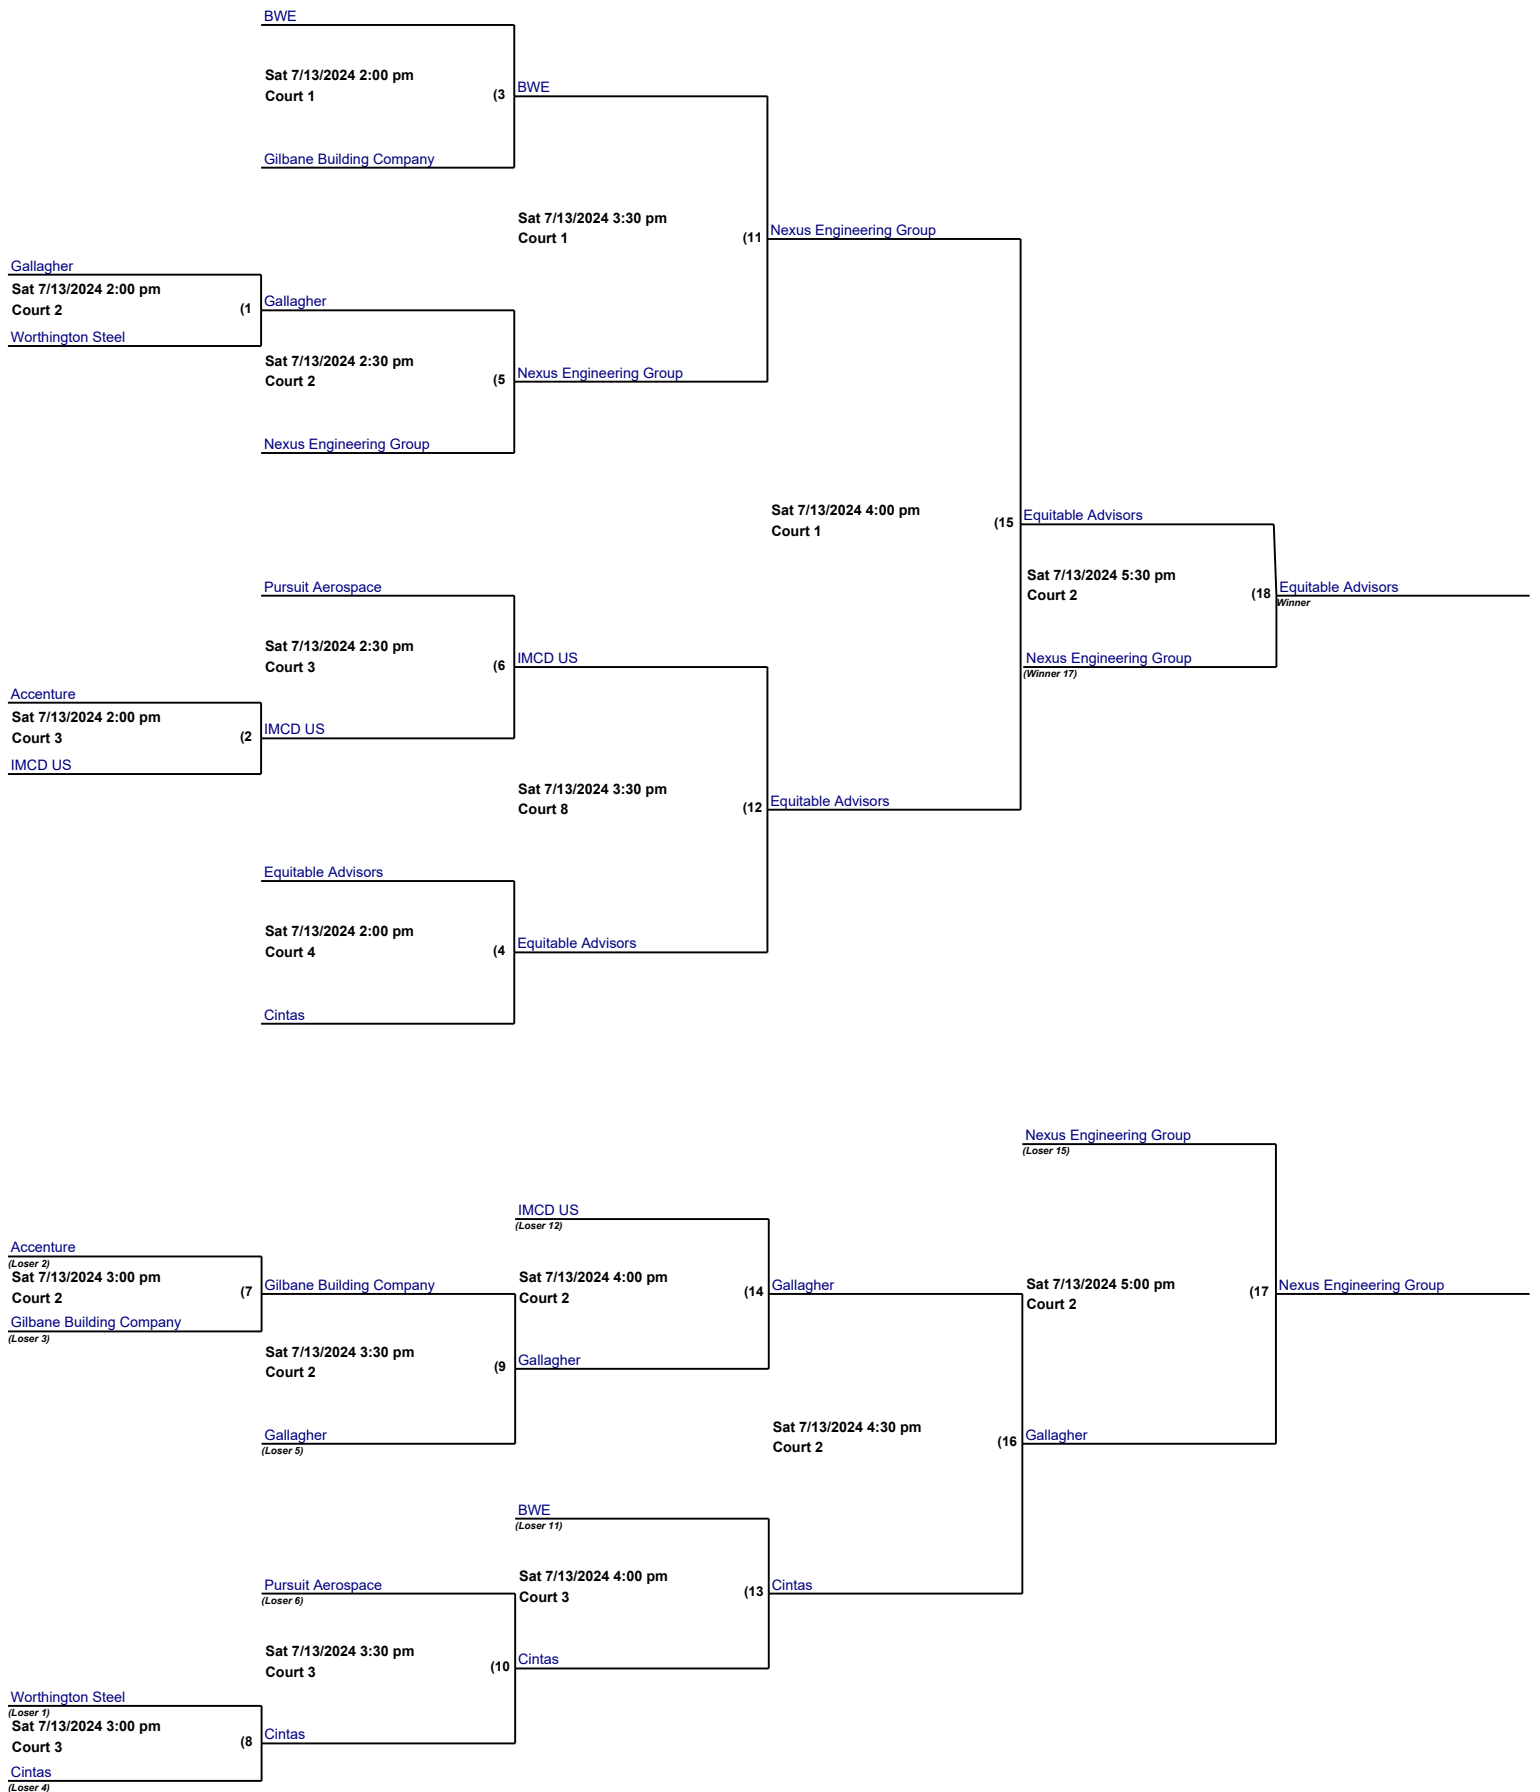 BWE
Sat 7/13/2024 2:00 pm
Court 1
(3
BWE
Gilbane Building Company
Sat 7/13/2024 3:30 pm
Court 1
(11
Nexus Engineering Group
Gallagher
Sat 7/13/2024 2:00 pm
Court 2
(1
Worthington Steel
Gallagher
Sat 7/13/2024 2:30 pm
Court 2
(5
Nexus Engineering Group
Nexus Engineering Group
Sat 7/13/2024 4:00 pm
Court 1
(15
Equitable Advisors
Sat 7/13/2024 5:30 pm
Court 2
(18
Equitable Advisors
Winner
Nexus Engineering Group
(Winner 17)
Pursuit Aerospace
Sat 7/13/2024 2:30 pm
Court 3
(6
IMCD US
Accenture
Sat 7/13/2024 2:00 pm
Court 3
(2
IMCD US
IMCD US
Sat 7/13/2024 3:30 pm
Court 8
(12
Equitable Advisors
Equitable Advisors
Sat 7/13/2024 2:00 pm
Court 4
(4
Equitable Advisors
Cintas
Nexus Engineering Group
(Loser 15)
IMCD US
(Loser 12)
Accenture
(Loser 2)
Sat 7/13/2024 3:00 pm
Court 2
(7
Gilbane Building Company
Gilbane Building Company
(Loser 3)
Sat 7/13/2024 4:00 pm
Court 2
(14
Gallagher
Sat 7/13/2024 5:00 pm
Court 2
(17
Nexus Engineering Group
Sat 7/13/2024 3:30 pm
Court 2
(9
Gallagher
Gallagher
(Loser 5)
Sat 7/13/2024 4:30 pm
Court 2
(16
Gallagher
BWE
(Loser 11)
Sat 7/13/2024 4:00 pm
Court 3
(13
Cintas
Pursuit Aerospace
(Loser 6)
Sat 7/13/2024 3:30 pm
Court 3
(10
Cintas
Worthington Steel
(Loser 1)
Sat 7/13/2024 3:00 pm
Court 3
(8
Cintas
Cintas
(Loser 4)